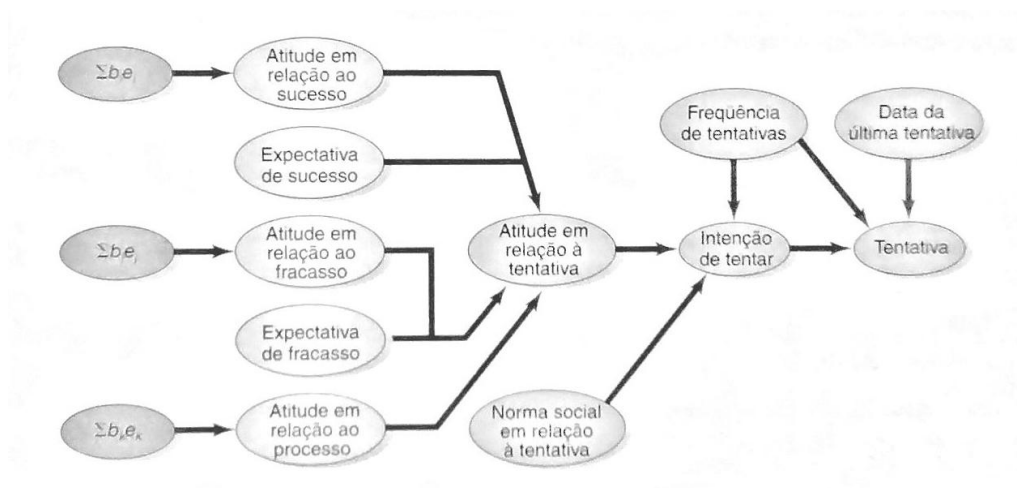 Σbᵢeᵢ
Atitude em
relação ao
sucesso
Expectativa
de sucesso
Σbⱼeⱼ
Atitude em
relação ao
fracasso
Expectativa
de fracasso
Σbₖeₖ
Atitude em
relação ao
processo
Atitude em
relação à
tentativa
Norma social
em relação
à tentativa
Freqüência
de tentativas
Intenção
de tentar
Data da
última tentativa
Tentativa